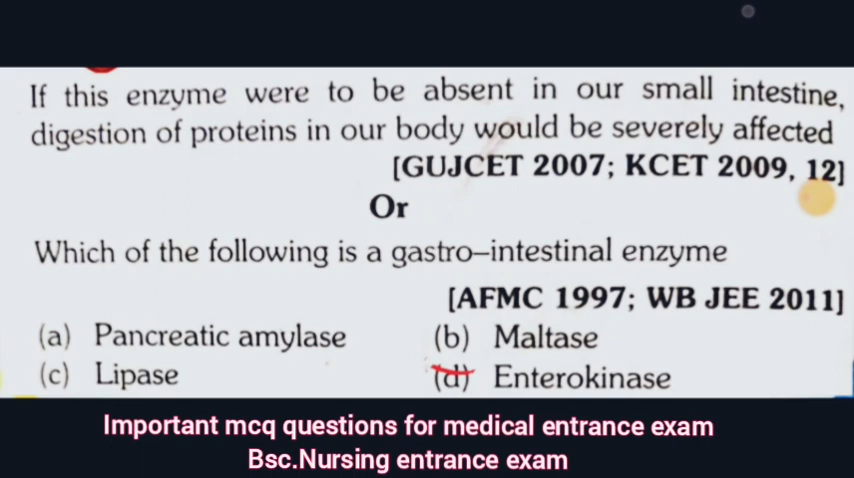 If this enzyme were to be absent in our small intestine,
digestion of proteins in our body would be severely affected
[GUJCET 2007; KCET 2009, 12]
Or
Which of the following is a gastro–intestinal enzyme
[AFMC 1997; WB JEE 2011]
(a) Pancreatic amylase (b) Maltase
(c) Lipase (d) Enterokinase
Important mcq questions for medical entrance exam
Bsc.Nursing entrance exam